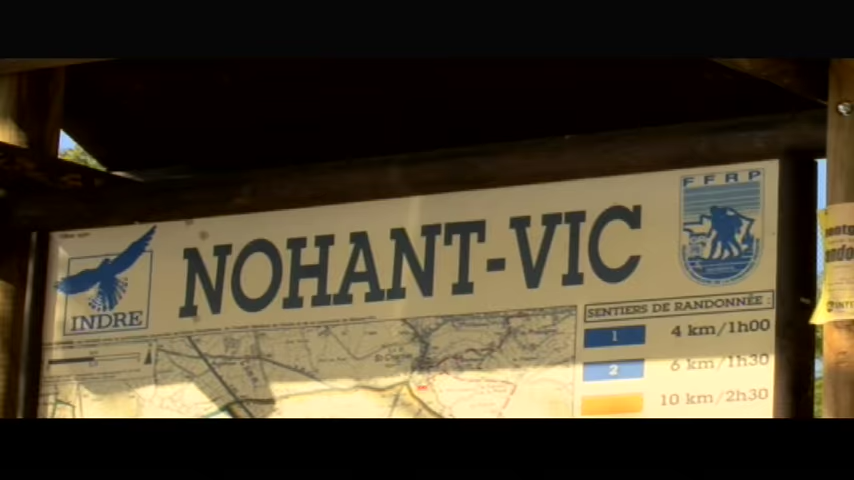 FFRP
NOHANT-VIC
INDRE
SENTIERS DE RANDONNÉE :
1 4 km/1h00
2 6 km/1h30
10 km/2h30